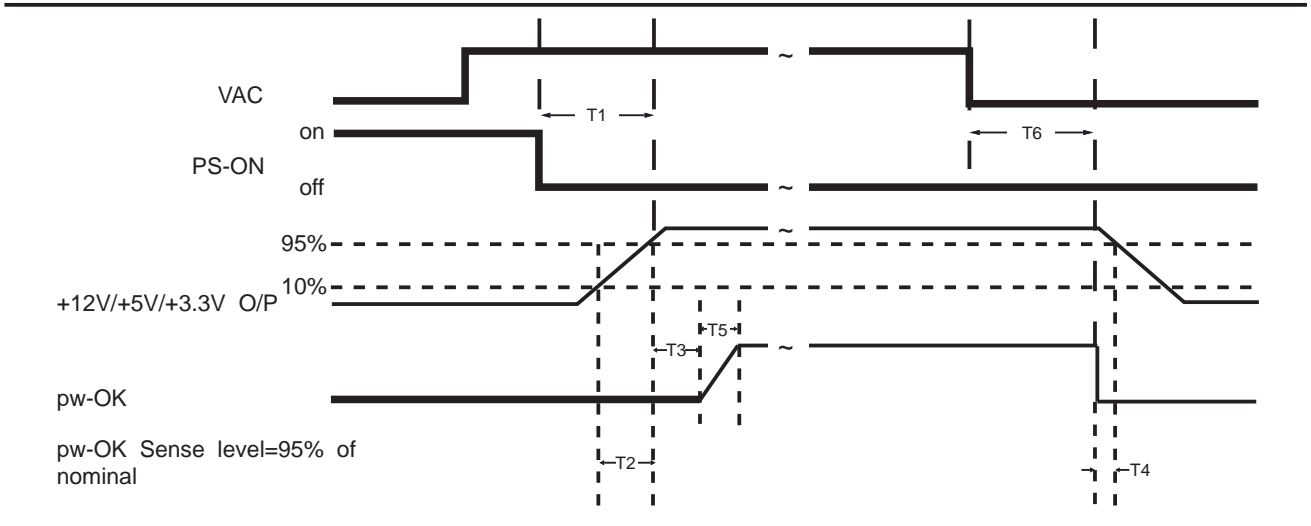 ~
VAC
T1
T6
on
PS-ON
off
~
95%
~
10%
+12V/+5V/+3.3V O/P
T5
T3
~
pw-OK
pw-OK Sense level=95% of
nominal
T2
T4